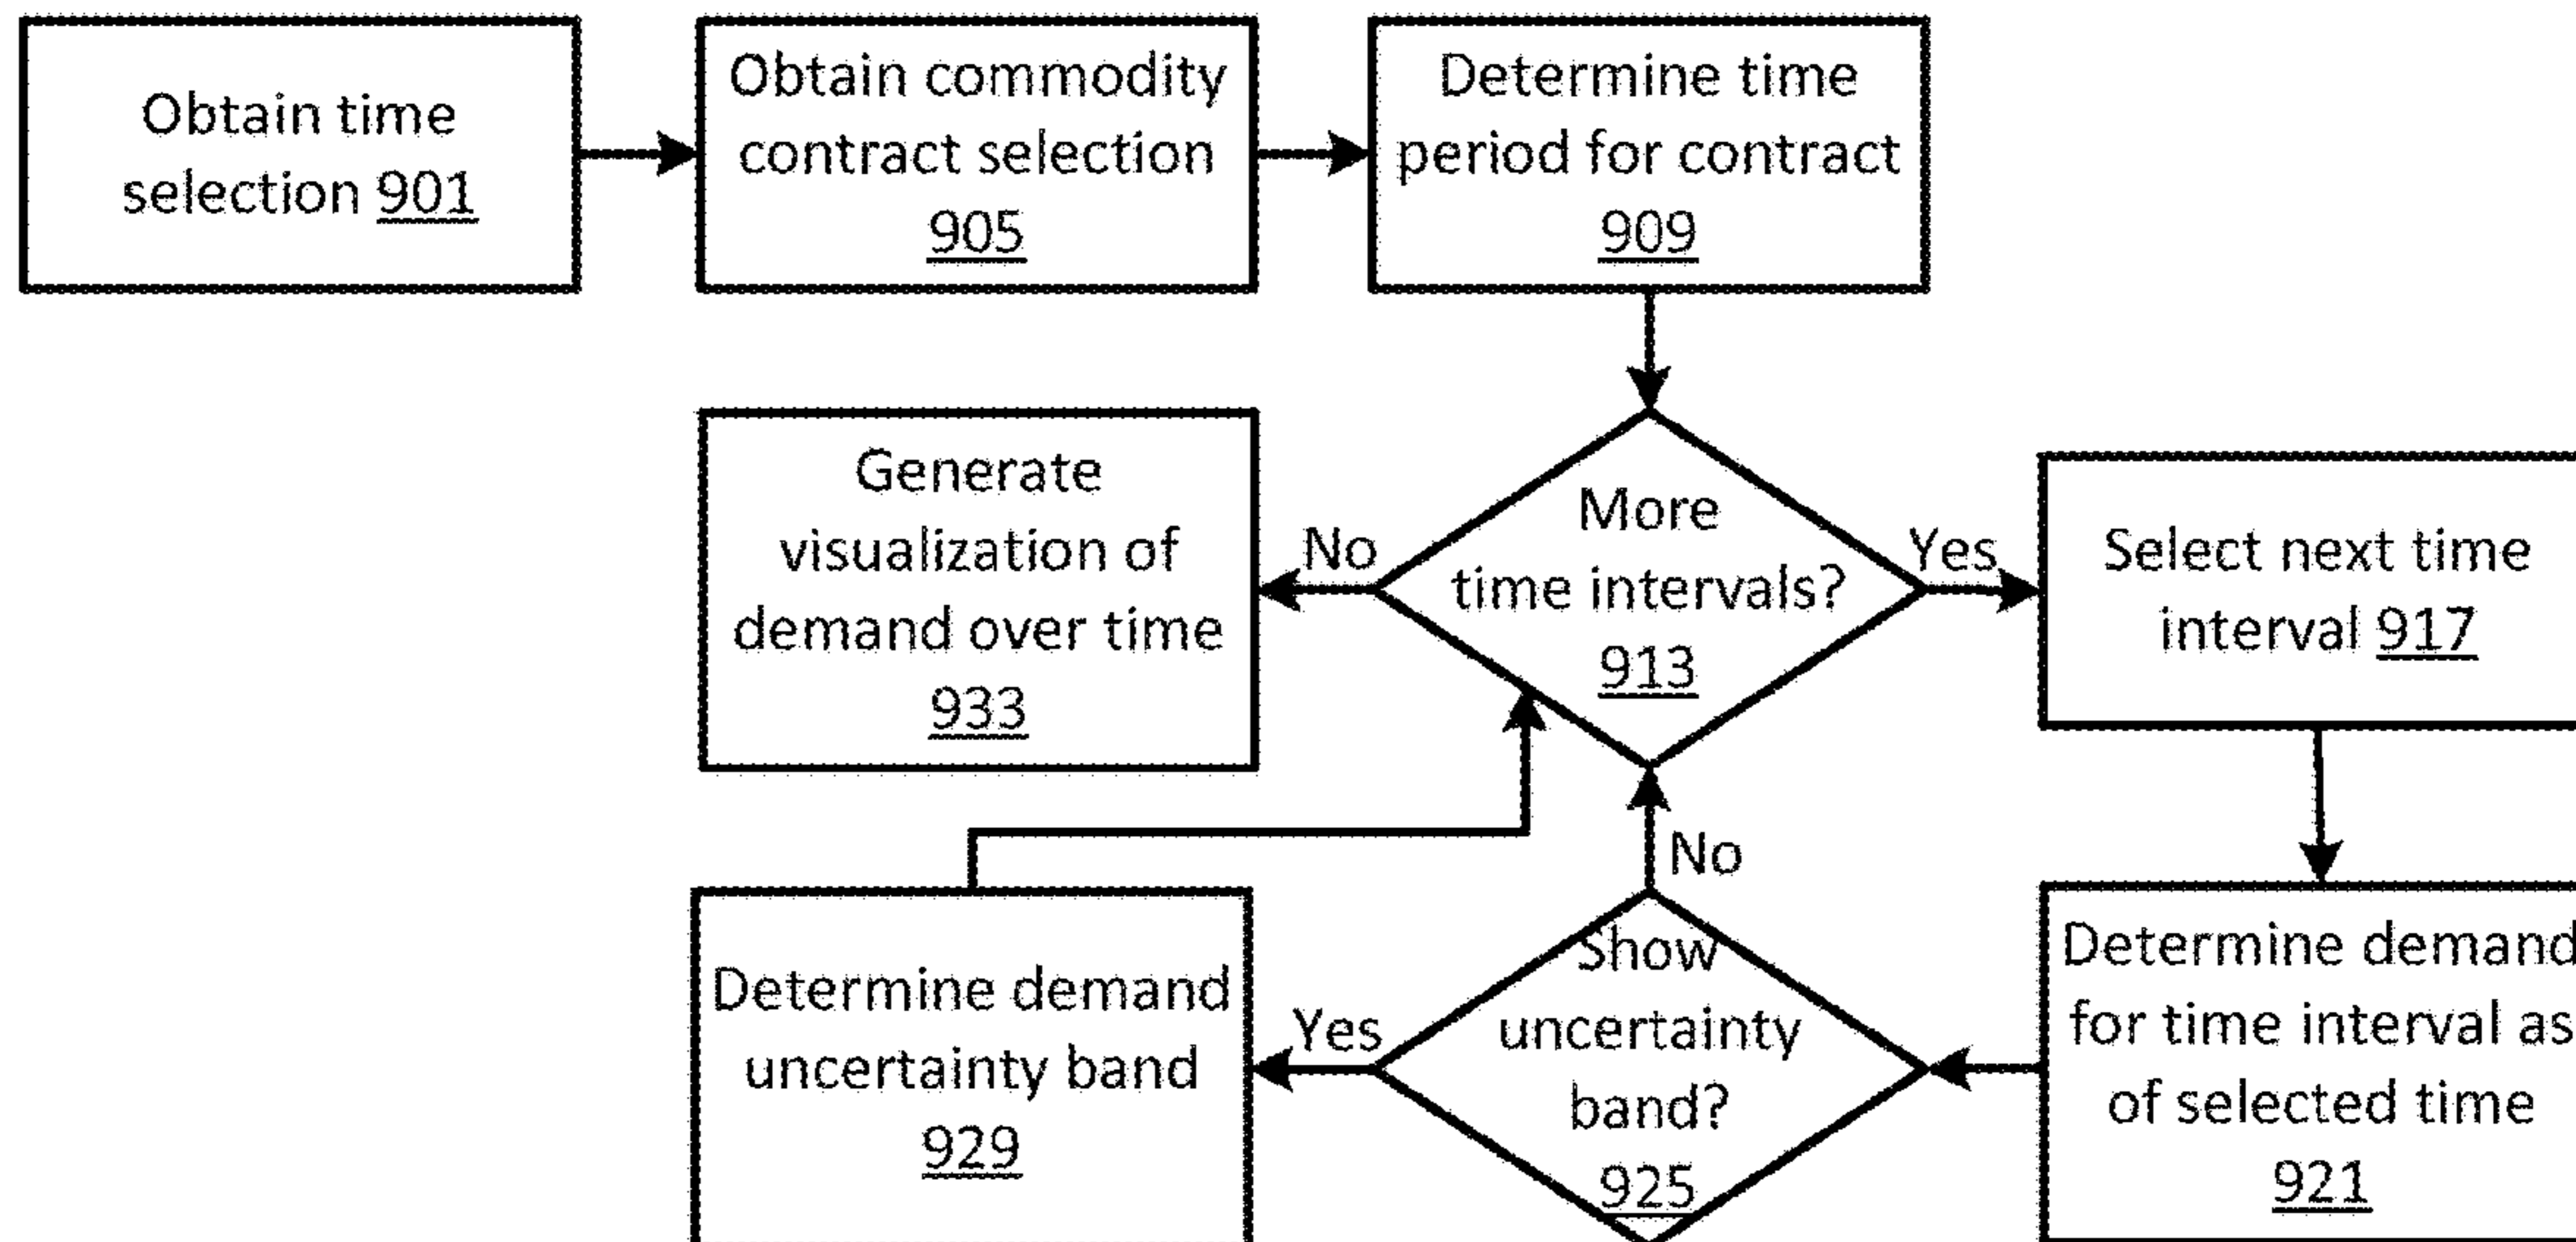 Obtain time
selection 901
Obtain commodity
contract selection
905
Determine time
period for contract
909
Generate
visualization of
demand over time
933
No
More
time intervals?
913
Yes
Select next time
interval 917
No
Determine demand
uncertainty band
929
Yes
Show
uncertainty
band?
925
Determine demand
for time interval as
of selected time
921